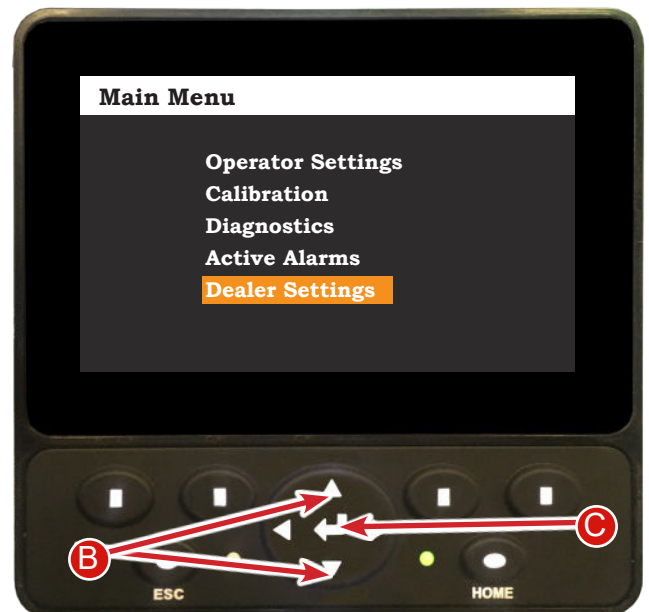 Main Menu
Operator Settings
Calibration
Diagnostics
Active Alarms
Dealer Settings
B
C
ESC
HOME